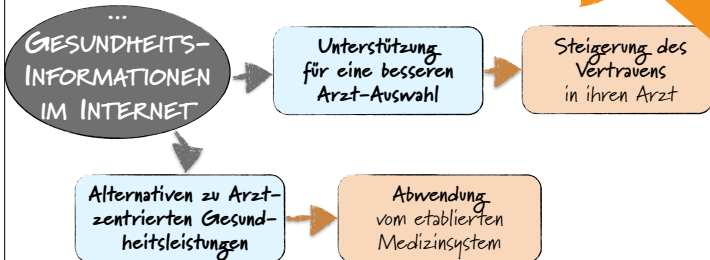 ...
GESUNDHEITS-
INFORMATIONEN
IM INTERNET
Unterstützung
für eine besseren
Arzt-Auswahl
Steigerung des
Vertrauens
in ihren Arzt
Alternativen zu Arzt-
zentrierten Gesund-
heitsleistungen
Abwendung
vom etablierten
Medizinsystem